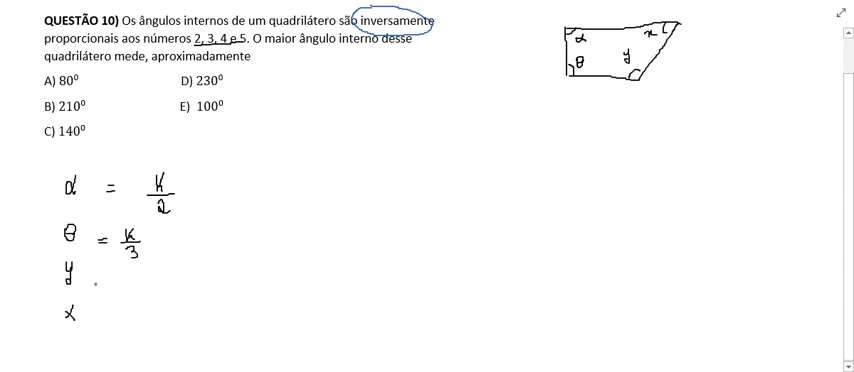 QUESTÃO 10) Os ângulos internos de um quadrilátero são inversamente
proporcionais aos números 2, 3, 4 e 5. O maior ângulo interno desse
quadrilátero mede, aproximadamente
A) 80⁰ D) 230⁰
B) 210⁰ E) 100⁰
C) 140⁰
α x
θ y
α = K/2
θ = K/3
y
x